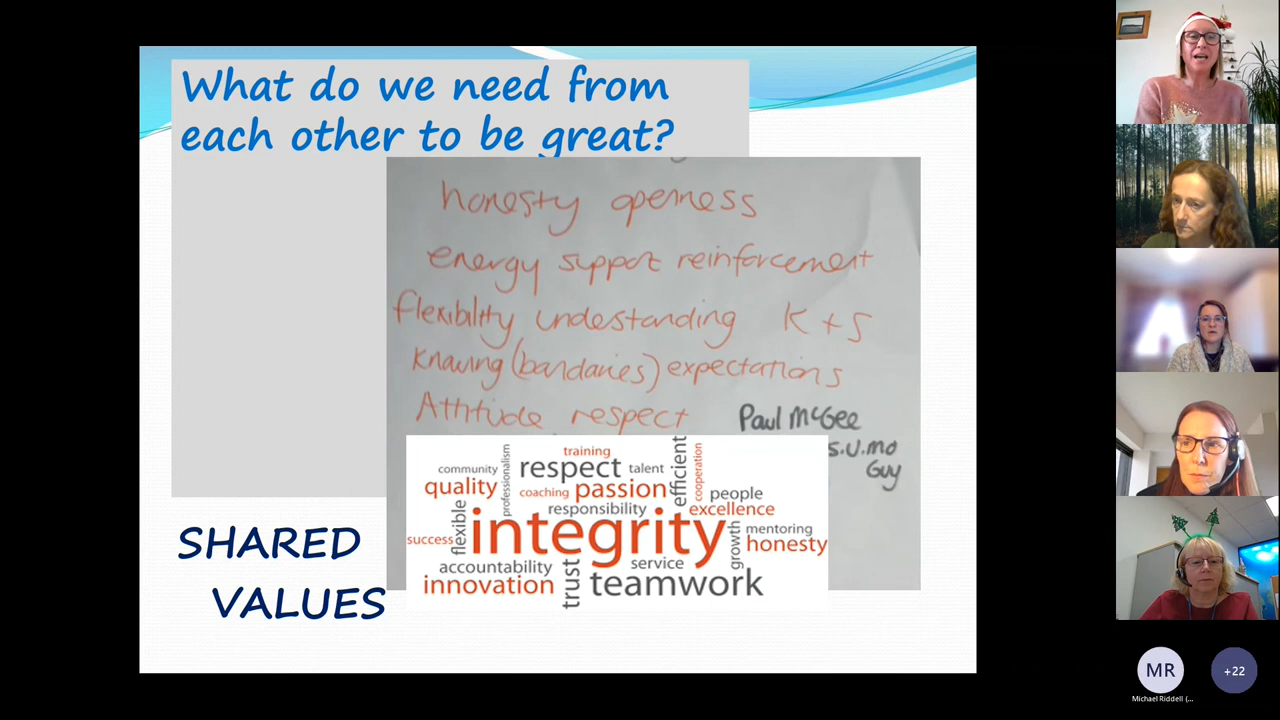 What do we need from
each other to be great?
honesty openness
energy support reinforcement
flexibility undestanding K + S
Knowing (bandaries) expectations
Attitude respect
Paul McGee
S.U.MO
Guy
training
community
professionalism
respect
talent
efficient
cooperation
quality
coaching
passion
people
responsibility
excellence
flexible
success
integrity
growth
mentoring
honesty
accountability
service
innovation
trust
teamwork
SHARED
VALUES
MR
+22
Michael Riddell (...